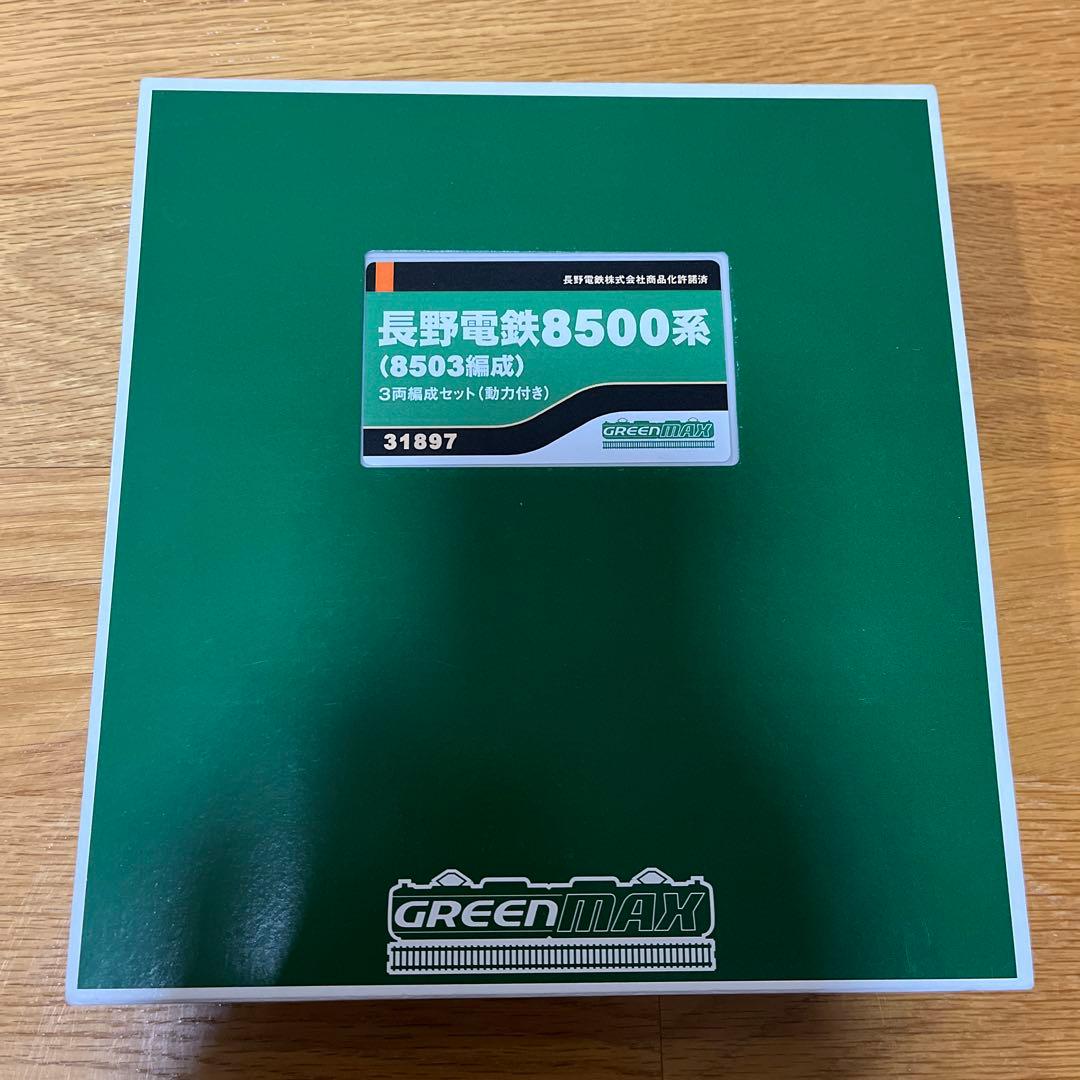 長野電鉄株式会社商品化許諾済
長野電鉄8500系
(8503編成)
3両編成セット(動力付き)
31897
GREENMAX
GREENMAX